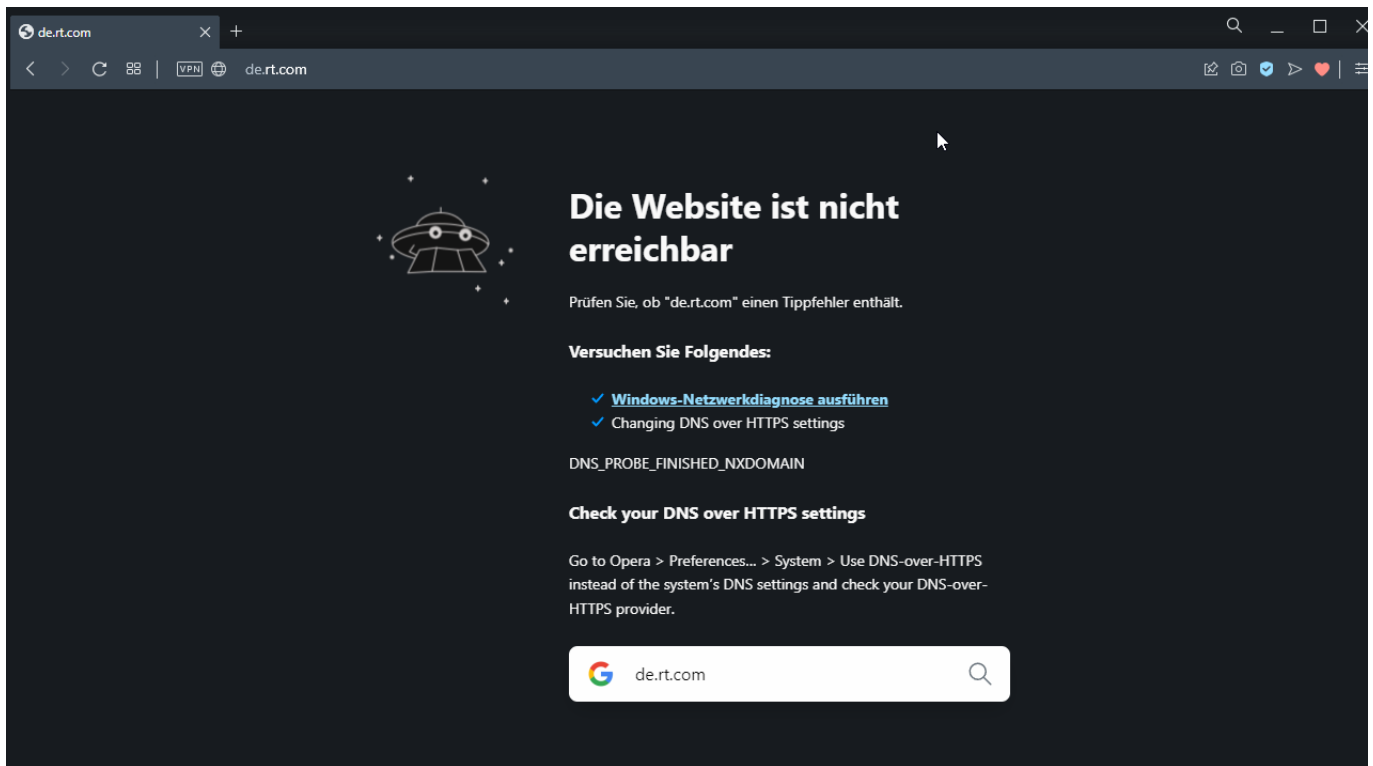 de.rt.com
VPN de.rt.com
Die Website ist nicht
erreichbar
Prüfen Sie, ob "de.rt.com" einen Tippfehler enthält.
Versuchen Sie Folgendes:
Windows-Netzwerkdiagnose ausführen
Changing DNS over HTTPS settings
DNS_PROBE_FINISHED_NXDOMAIN
Check your DNS over HTTPS settings
Go to Opera > Preferences... > System > Use DNS-over-HTTPS
instead of the system's DNS settings and check your DNS-over-
HTTPS provider.
de.rt.com